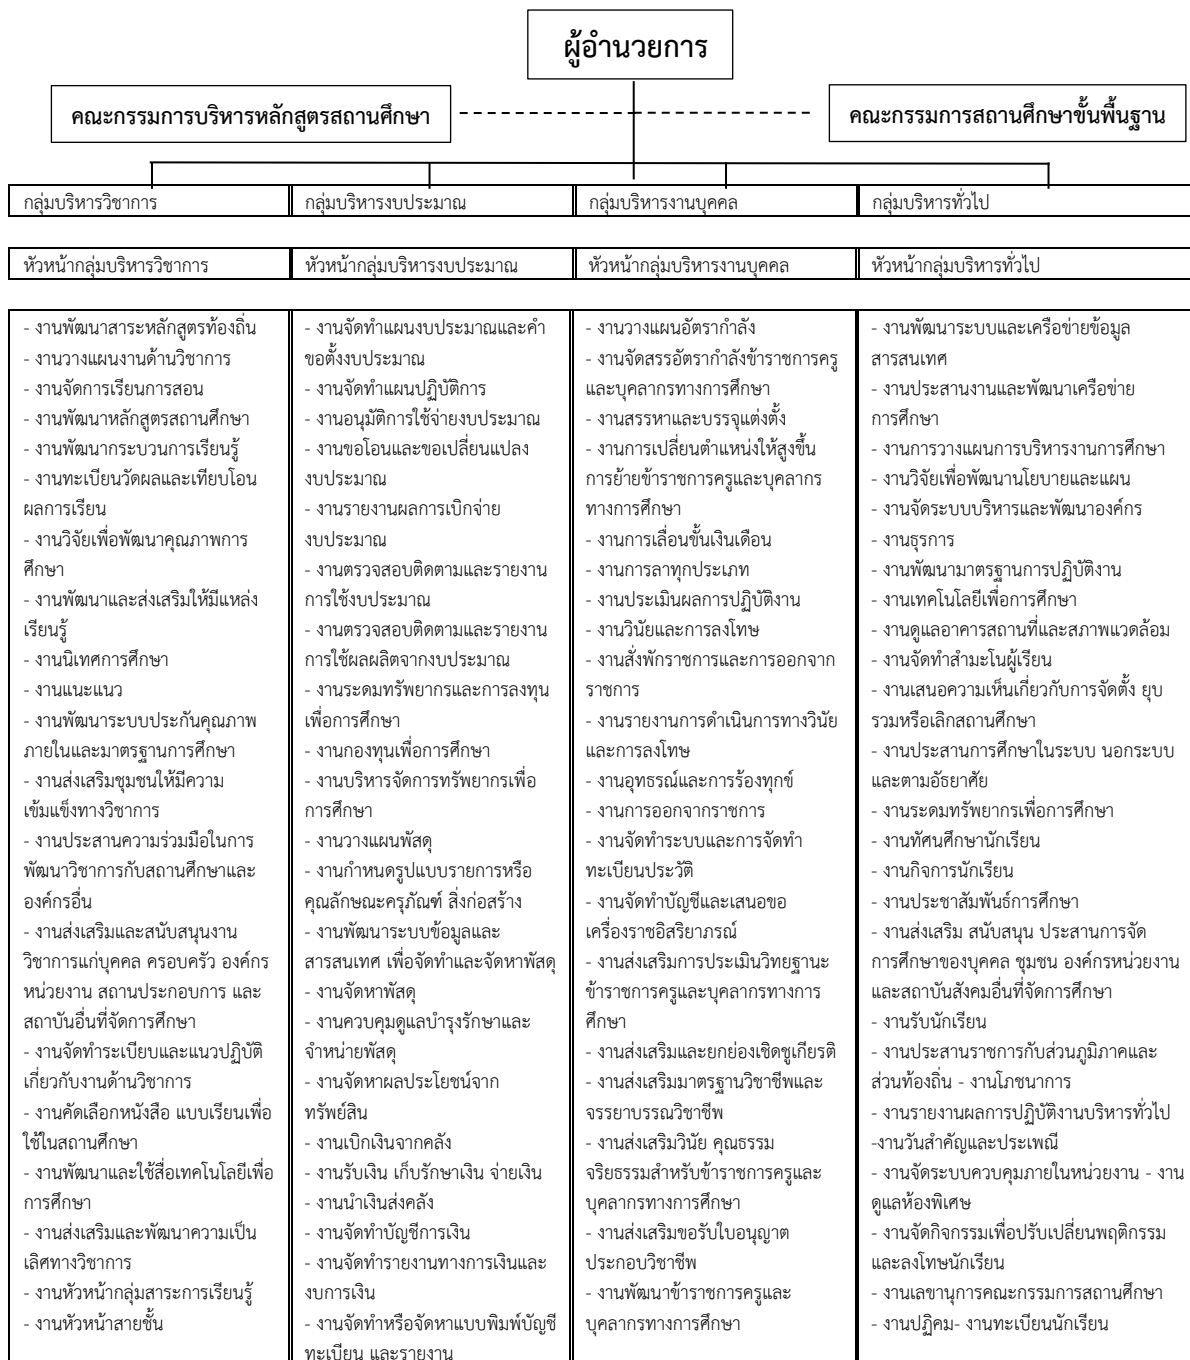 ผู้อำนวยการ
คณะกรรมการบริหารหลักสูตรสถานศึกษา
คณะกรรมการสถานศึกษาขั้นพื้นฐาน
กลุ่มบริหารวิชาการ
กลุ่มบริหารงบประมาณ
กลุ่มบริหารงานบุคคล
กลุ่มบริหารทั่วไป
หัวหน้ากลุ่มบริหารวิชาการ
หัวหน้ากลุ่มบริหารงบประมาณ
หัวหน้ากลุ่มบริหารงานบุคคล
หัวหน้ากลุ่มบริหารทั่วไป
- งานพัฒนาสาระหลักสูตรท้องถิ่น
- งานวางแผนงานด้านวิชาการ
- งานจัดการเรียนการสอน
- งานพัฒนาหลักสูตรสถานศึกษา
- งานพัฒนากระบวนการเรียนรู้
- งานทะเบียนวัดผลและเทียบโอน
ผลการเรียน
- งานวิจัยเพื่อพัฒนาคุณภาพการ
ศึกษา
- งานพัฒนาและส่งเสริมให้มีแหล่ง
เรียนรู้
- งานนิเทศการศึกษา
- งานแนะแนว
- งานพัฒนาระบบประกันคุณภาพ
ภายในและมาตรฐานการศึกษา
- งานส่งเสริมชุมชนให้มีความ
เข้มแข็งทางวิชาการ
- งานประสานความร่วมมือในการ
พัฒนาวิชาการกับสถานศึกษาและ
องค์กรอื่น
- งานส่งเสริมและสนับสนุนงาน
วิชาการแก่บุคคล ครอบครัว องค์กร
หน่วยงาน สถานประกอบการ และ
สถาบันอื่นที่จัดการศึกษา
- งานจัดทำระเบียบและแนวปฏิบัติ
เกี่ยวกับงานด้านวิชาการ
- งานคัดเลือกหนังสือ แบบเรียนเพื่อ
ใช้ในสถานศึกษา
- งานพัฒนาและใช้สื่อเทคโนโลยีเพื่อ
การศึกษา
- งานส่งเสริมและพัฒนาความเป็น
เลิศทางวิชาการ
- งานหัวหน้ากลุ่มสาระการเรียนรู้
- งานหัวหน้าสายชั้น
- งานจัดทำแผนงบประมาณและคำ
ขอตั้งงบประมาณ
- งานจัดทำแผนปฏิบัติการ
- งานอนุมัติการใช้จ่ายงบประมาณ
- งานขอโอนและขอเปลี่ยนแปลง
งบประมาณ
- งานรายงานผลการเบิกจ่าย
งบประมาณ
- งานตรวจสอบติดตามและรายงาน
การใช้งบประมาณ
- งานตรวจสอบติดตามและรายงาน
การใช้ผลผลิตจากงบประมาณ
- งานระดมทรัพยากรและการลงทุน
เพื่อการศึกษา
- งานกองทุนเพื่อการศึกษา
- งานบริหารจัดการทรัพยากรเพื่อ
การศึกษา
- งานวางแผนพัสดุ
- งานกำหนดรูปแบบรายการหรือ
คุณลักษณะครุภัณฑ์ สิ่งก่อสร้าง
- งานพัฒนาระบบข้อมูลและ
สารสนเทศ เพื่อจัดทำและจัดหาพัสดุ
- งานจัดหาพัสดุ
- งานควบคุมดูแลบำรุงรักษาและ
จำหน่ายพัสดุ
- งานจัดหาผลประโยชน์จาก
ทรัพย์สิน
- งานเบิกเงินจากคลัง
- งานรับเงิน เก็บรักษาเงิน จ่ายเงิน
- งานนำเงินส่งคลัง
- งานจัดทำบัญชีการเงิน
- งานจัดทำรายงานทางการเงินและ
งบการเงิน
- งานจัดทำหรือจัดหาแบบพิมพ์บัญชี
ทะเบียน และรายงาน
- งานวางแผนอัตรากำลัง
- งานจัดสรรอัตรากำลังข้าราชการครู
และบุคลากรทางการศึกษา
- งานสรรหาและบรรจุแต่งตั้ง
- งานการเปลี่ยนตำแหน่งให้สูงขึ้น
การย้ายข้าราชการครูและบุคลากร
ทางการศึกษา
- งานการเลื่อนขั้นเงินเดือน
- งานการลาทุกประเภท
- งานประเมินผลการปฏิบัติงาน
- งานวินัยและการลงโทษ
- งานสั่งพักราชการและการออกจาก
ราชการ
- งานรายงานการดำเนินการทางวินัย
และการลงโทษ
- งานอุทธรณ์และการร้องทุกข์
- งานการออกจากราชการ
- งานจัดทำระบบและการจัดทำ
ทะเบียนประวัติ
- งานจัดทำบัญชีและเสนอขอ
เครื่องราชอิสริยาภรณ์
- งานส่งเสริมการประเมินวิทยฐานะ
ข้าราชการครูและบุคลากรทางการ
ศึกษา
- งานส่งเสริมและยกย่องเชิดชูเกียรติ
- งานส่งเสริมมาตรฐานวิชาชีพและ
จรรยาบรรณวิชาชีพ
- งานส่งเสริมวินัย คุณธรรม
จริยธรรมสำหรับข้าราชการครูและ
บุคลากรทางการศึกษา
- งานส่งเสริมขอรับใบอนุญาต
ประกอบวิชาชีพ
- งานพัฒนาข้าราชการครูและ
บุคลากรทางการศึกษา
- งานพัฒนาระบบและเครือข่ายข้อมูล
สารสนเทศ
- งานประสานงานและพัฒนาเครือข่าย
การศึกษา
- งานการวางแผนการบริหารงานการศึกษา
- งานวิจัยเพื่อพัฒนานโยบายและแผน
- งานจัดระบบบริหารและพัฒนาองค์กร
- งานธุรการ
- งานพัฒนามาตรฐานการปฏิบัติงาน
- งานเทคโนโลยีเพื่อการศึกษา
- งานดูแลอาคารสถานที่และสภาพแวดล้อม
- งานจัดทำสำมะโนผู้เรียน
- งานเสนอความเห็นเกี่ยวกับการจัดตั้ง ยุบ
รวมหรือเลิกสถานศึกษา
- งานประสานการศึกษาในระบบ นอกระบบ
และตามอัธยาศัย
- งานระดมทรัพยากรเพื่อการศึกษา
- งานทัศนศึกษานักเรียน
- งานกิจการนักเรียน
- งานประชาสัมพันธ์การศึกษา
- งานส่งเสริม สนับสนุน ประสานการจัด
การศึกษาของบุคคล ชุมชน องค์กรหน่วยงาน
และสถาบันสังคมอื่นที่จัดการศึกษา
- งานรับนักเรียน
- งานประสานราชการกับส่วนภูมิภาคและ
ส่วนท้องถิ่น - งานโภชนาการ
- งานรายงานผลการปฏิบัติงานบริหารทั่วไป
-งานวันสำคัญและประเพณี
- งานจัดระบบควบคุมภายในหน่วยงาน - งาน
ดูแลห้องพิเศษ
- งานจัดกิจกรรมเพื่อปรับเปลี่ยนพฤติกรรม
และลงโทษนักเรียน
- งานเลขานุการคณะกรรมการสถานศึกษา
- งานปฏิคม- งานทะเบียนนักเรียน